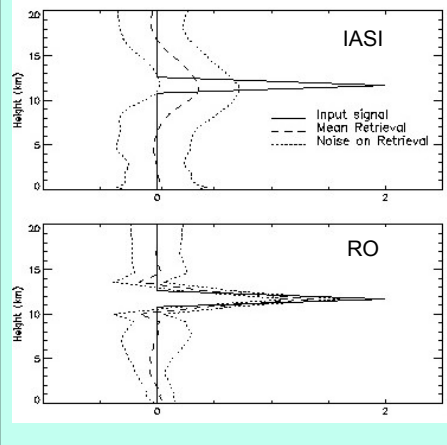 20
IASI
15
Height (km)
10
Input signal
Mean Retrieval
Noise on Retrieval
5
0
0
2
20
RO
15
Height (km)
10
5
0
0
2